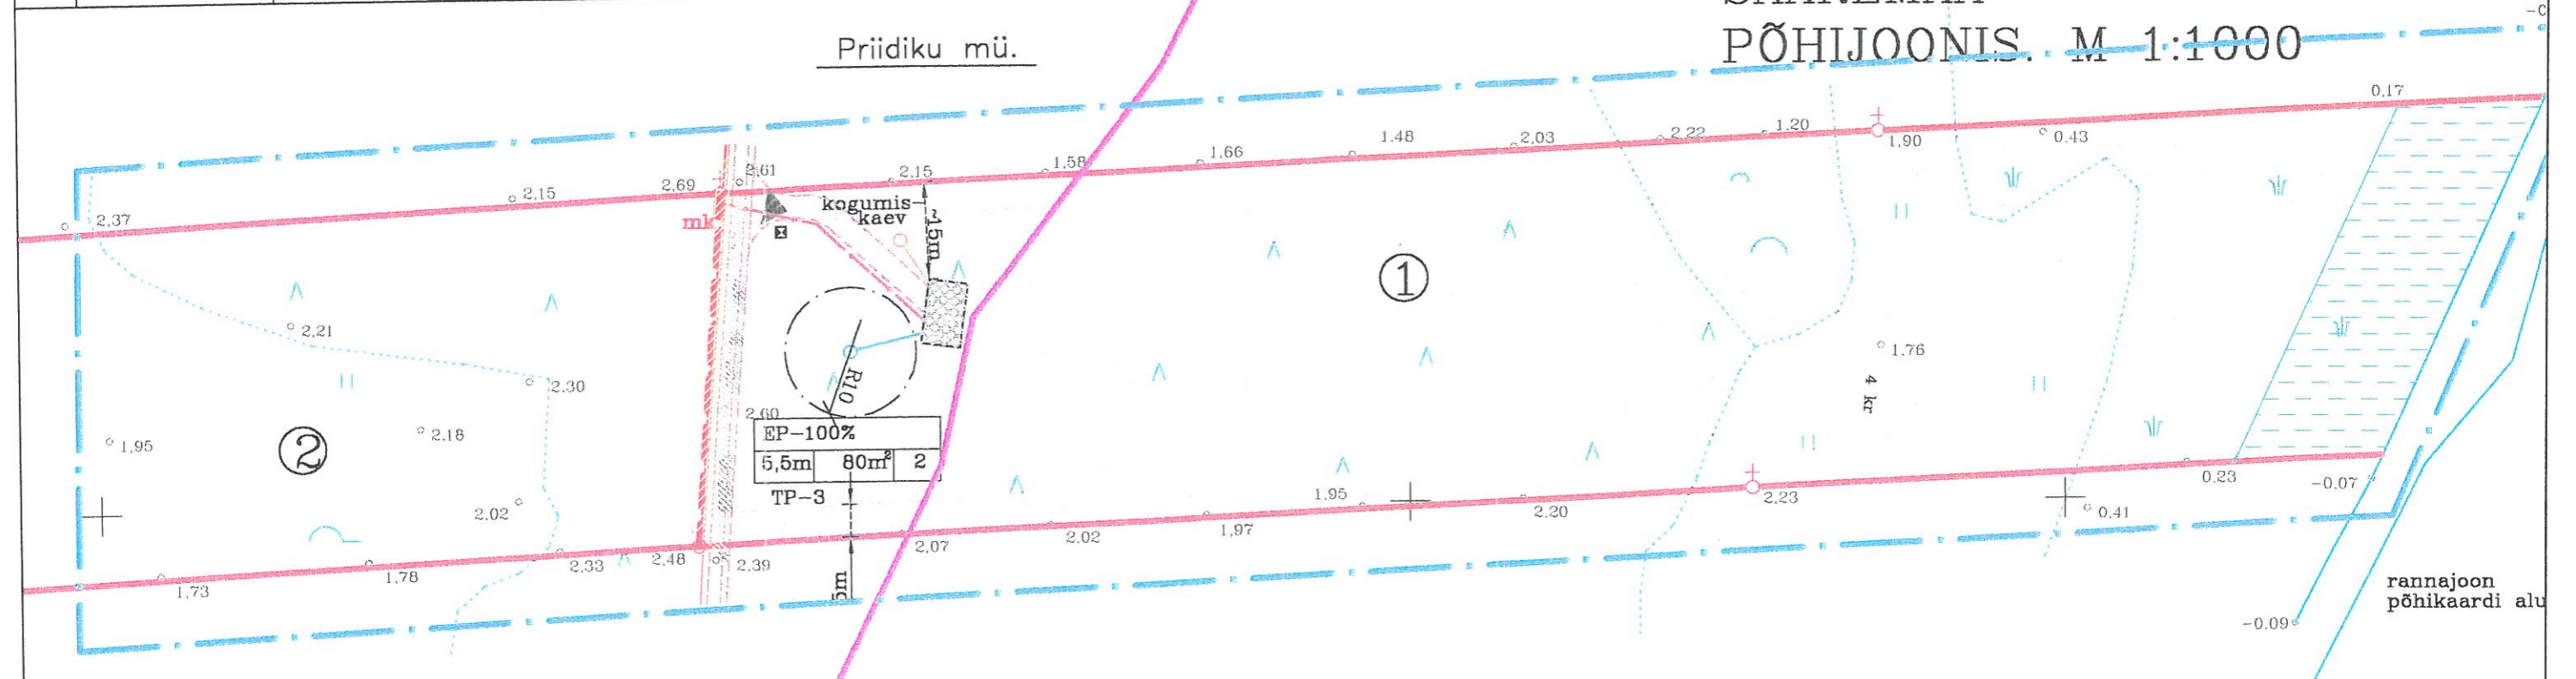 PÕHIJOONIS. M 1:1000
Priidiku mü.
0,17
1,20
2,22
2,03
1,48
1,66
1,58
2,15
2,61
2,69
2,15
2,37
1,90
0,43
mk
kogumis-
kaev
~15m
1
2,21
2,30
2,18
1,95
2
2,02
R10
2,60
EP-100%
5,5m 80m² 2
TP-3
1,76
4 kr
1,95
2,23
2,20
0,23
-0,07
0,41
1,97
2,02
2,07
2,39
2,48
2,33
1,78
1,73
5m
rannajoon
põhikaardi alu
-0,09